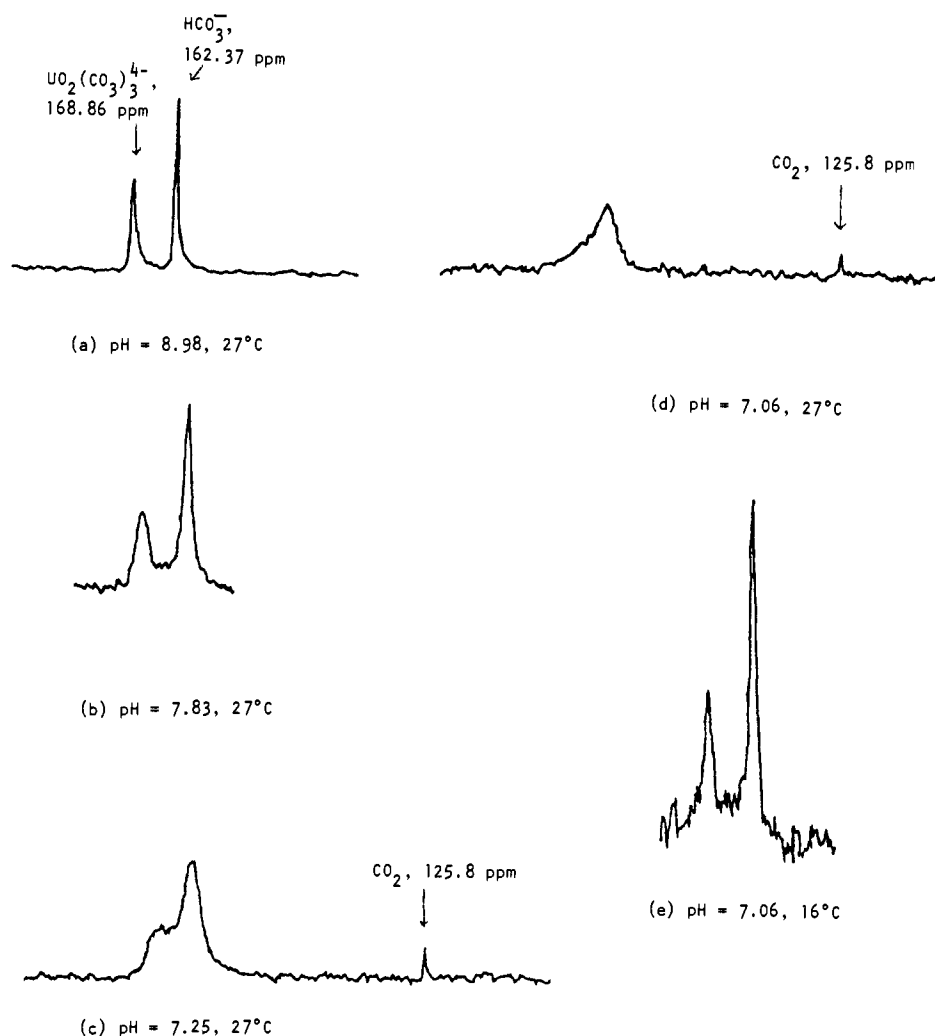 HCO₃⁻,
162.37 ppm
UO₂(CO₃)₃⁴⁻,
168.86 ppm
(a) pH = 8.98, 27°C
CO₂, 125.8 ppm
(d) pH = 7.06, 27°C
(b) pH = 7.83, 27°C
(e) pH = 7.06, 16°C
CO₂, 125.8 ppm
(c) pH = 7.25, 27°C